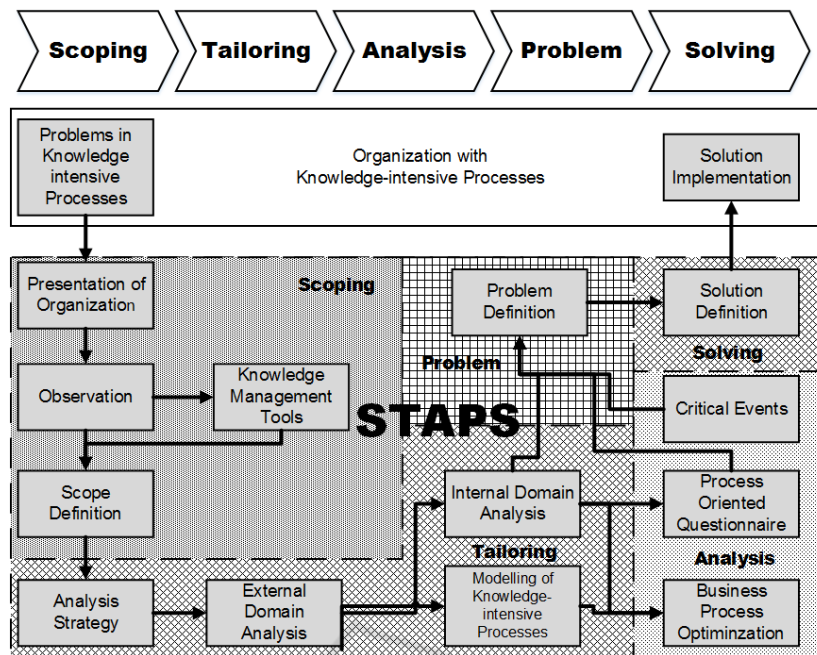 Scoping
Tailoring
Analysis
Problem
Solving
Problems in
Knowledge
intensive
Processes
Organization with
Knowledge-intensive Processes
Solution
Implementation
Presentation of
Organization
Scoping
Problem
Definition
Solution
Definition
Solving
Problem
Observation
Knowledge
Management
Tools
STAPS
Critical Events
Scope
Definition
Internal Domain
Analysis
Process
Oriented
Questionnaire
Tailoring
Analysis
Analysis
Strategy
External
Domain
Analysis
Modelling of
Knowledge-
intensive
Processes
Business
Process
Optiminzation